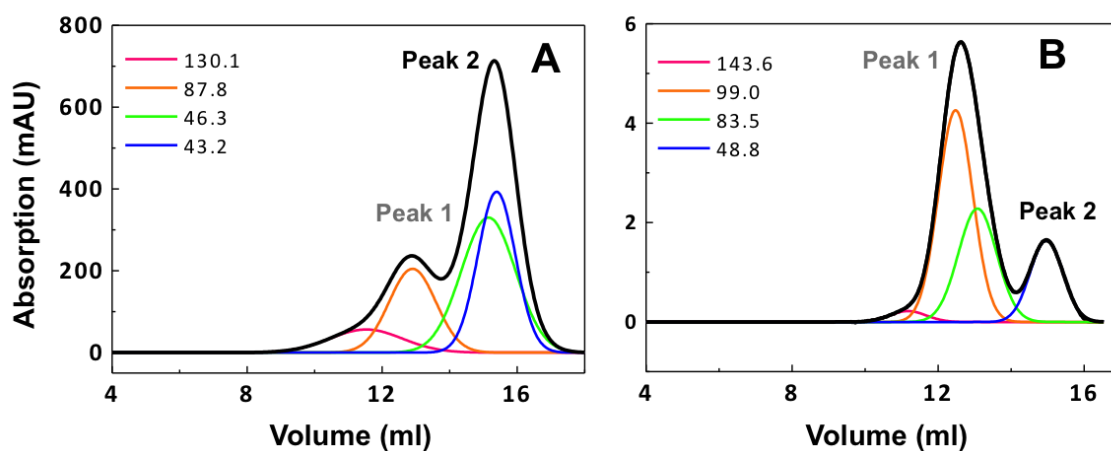 Absorption (mAU)
800
600
400
200
0
4
8
12
16
Volume (ml)
130.1
87.8
46.3
43.2
Peak 1
Peak 2
A
6
4
2
0
4
8
12
16
Volume (ml)
143.6
99.0
83.5
48.8
Peak 1
Peak 2
B